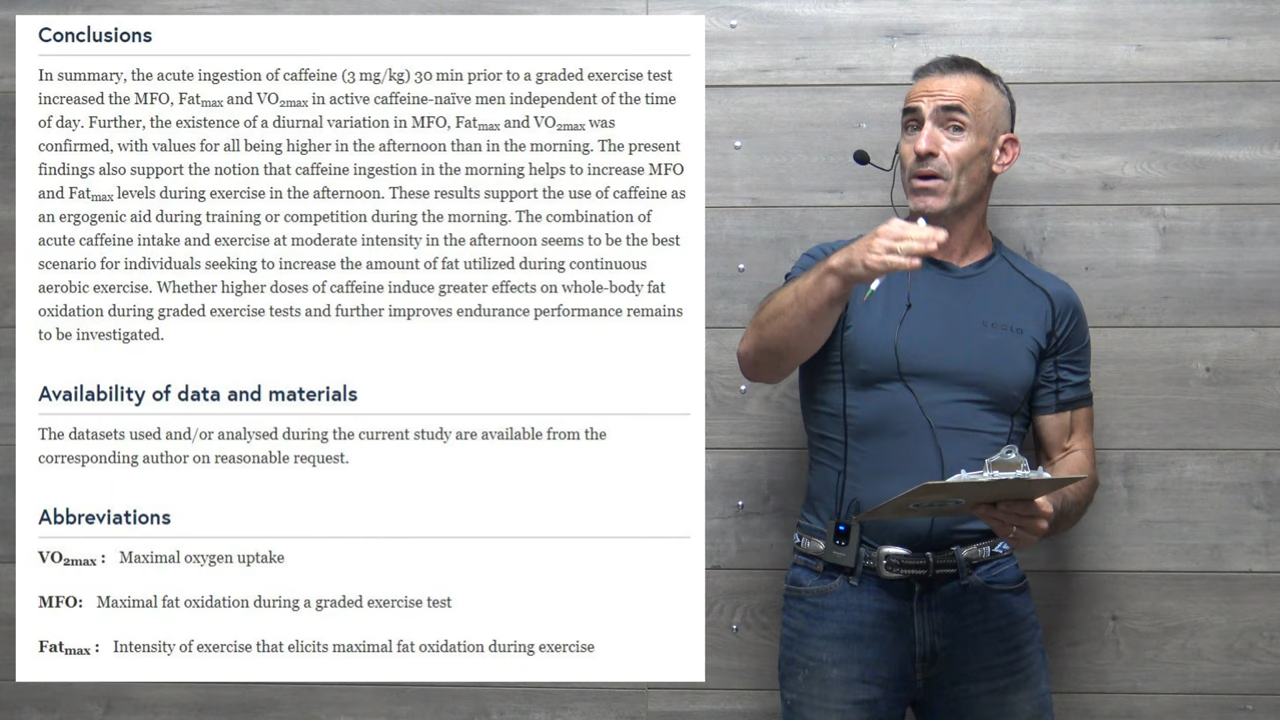 Conclusions
In summary, the acute ingestion of caffeine (3 mg/kg) 30 min prior to a graded exercise test
increased the MFO, Fatmax and VO2max in active caffeine-naïve men independent of the time
of day. Further, the existence of a diurnal variation in MFO, Fatmax and VO2max was
confirmed, with values for all being higher in the afternoon than in the morning. The present
findings also support the notion that caffeine ingestion in the morning helps to increase MFO
and Fatmax levels during exercise in the afternoon. These results support the use of caffeine as
an ergogenic aid during training or competition during the morning. The combination of
acute caffeine intake and exercise at moderate intensity in the afternoon seems to be the best
scenario for individuals seeking to increase the amount of fat utilized during continuous
aerobic exercise. Whether higher doses of caffeine induce greater effects on whole-body fat
oxidation during graded exercise tests and further improves endurance performance remains
to be investigated.
Availability of data and materials
The datasets used and/or analysed during the current study are available from the
corresponding author on reasonable request.
Abbreviations
VO2max : Maximal oxygen uptake
MFO: Maximal fat oxidation during a graded exercise test
Fatmax : Intensity of exercise that elicits maximal fat oxidation during exercise